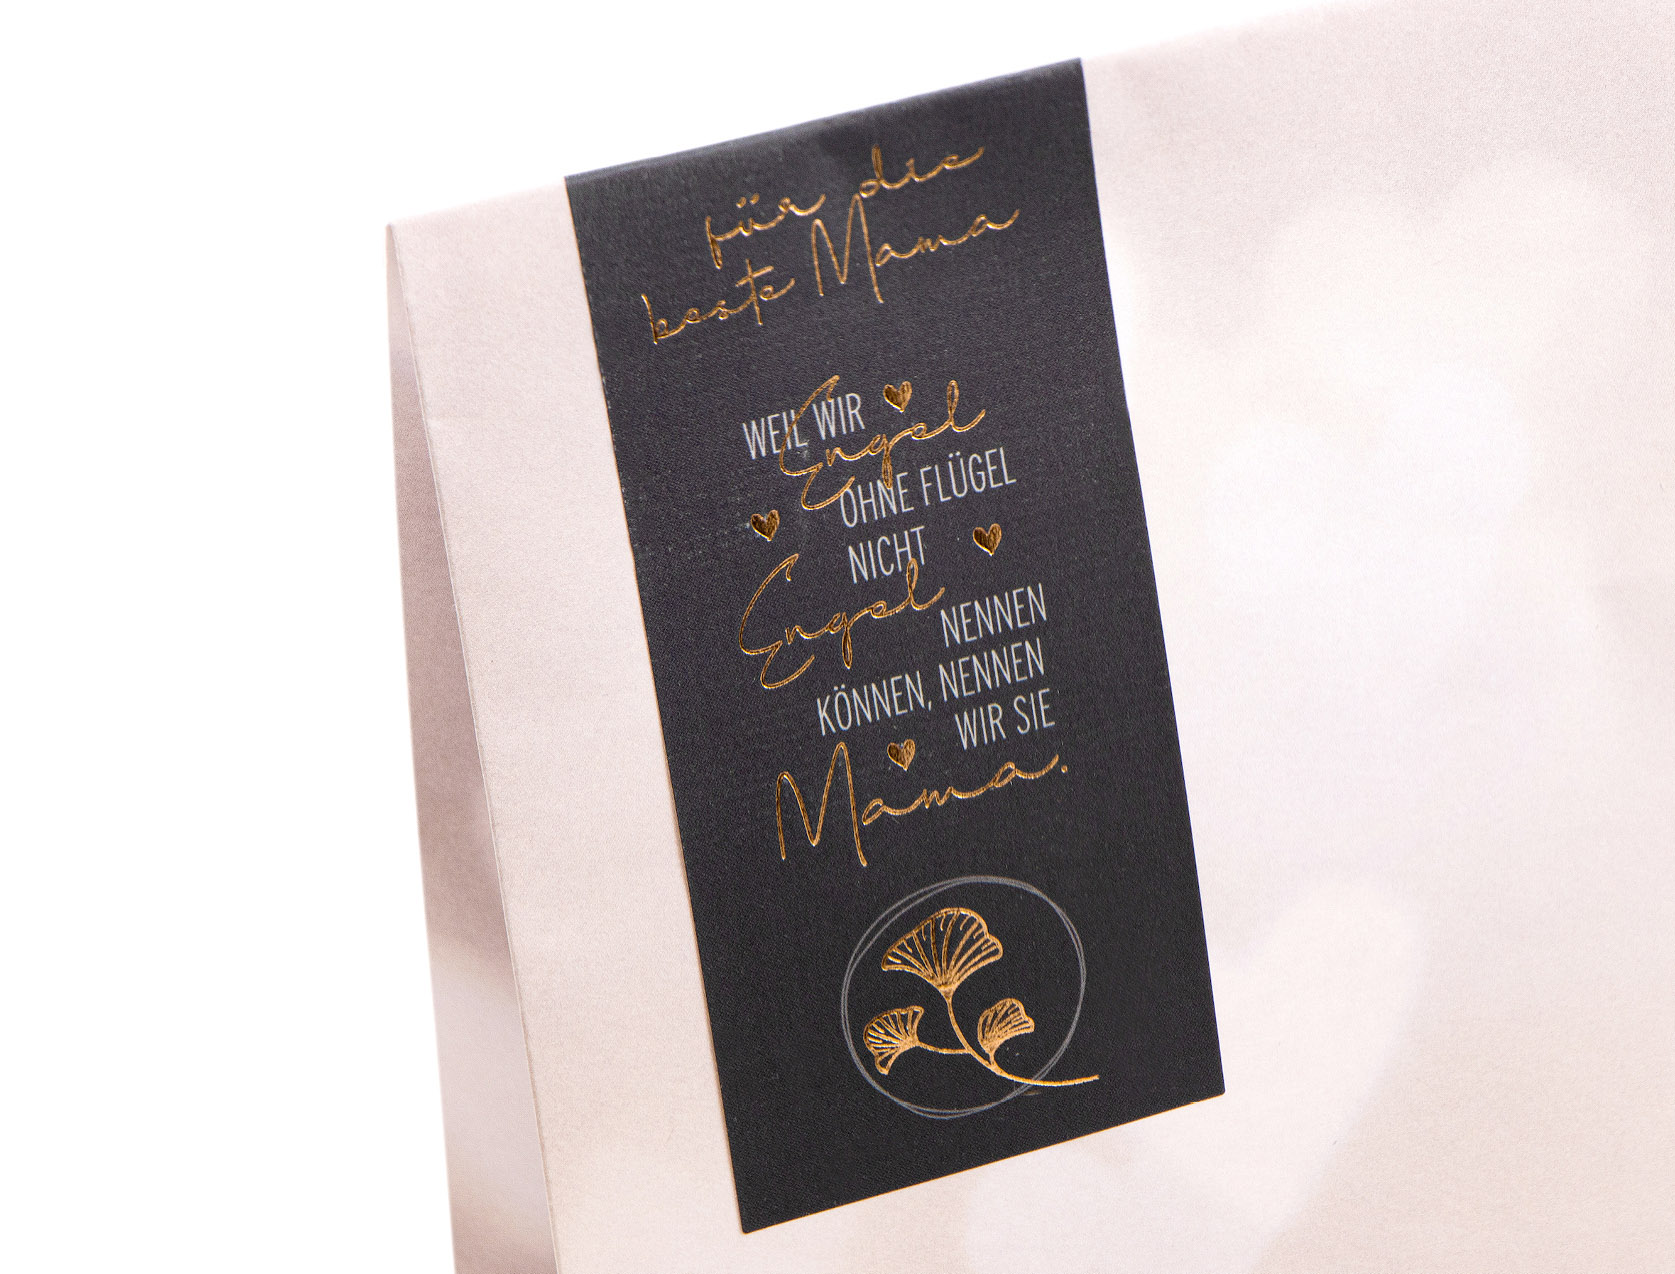 für die
beste Mama
WEIL WIR
Engel
OHNE FLÜGEL
NICHT
Engel
NENNEN
KÖNNEN, NENNEN
WIR SIE
Mama.